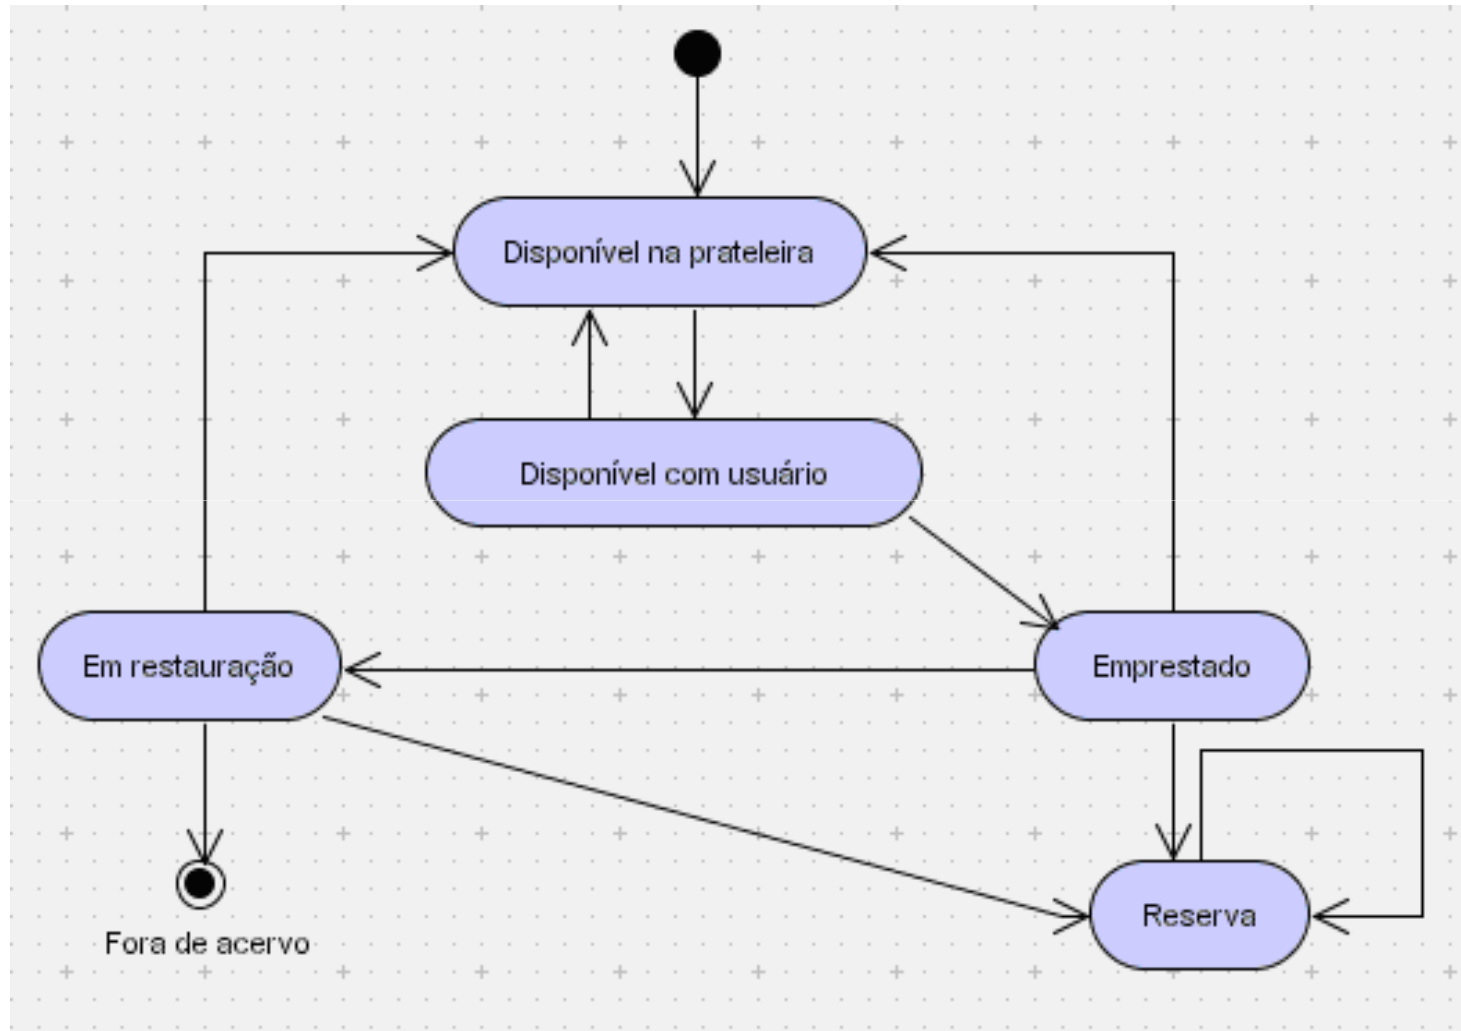 Disponível na prateleira
Disponível com usuário
Em restauração
Emprestado
Reserva
Fora de acervo